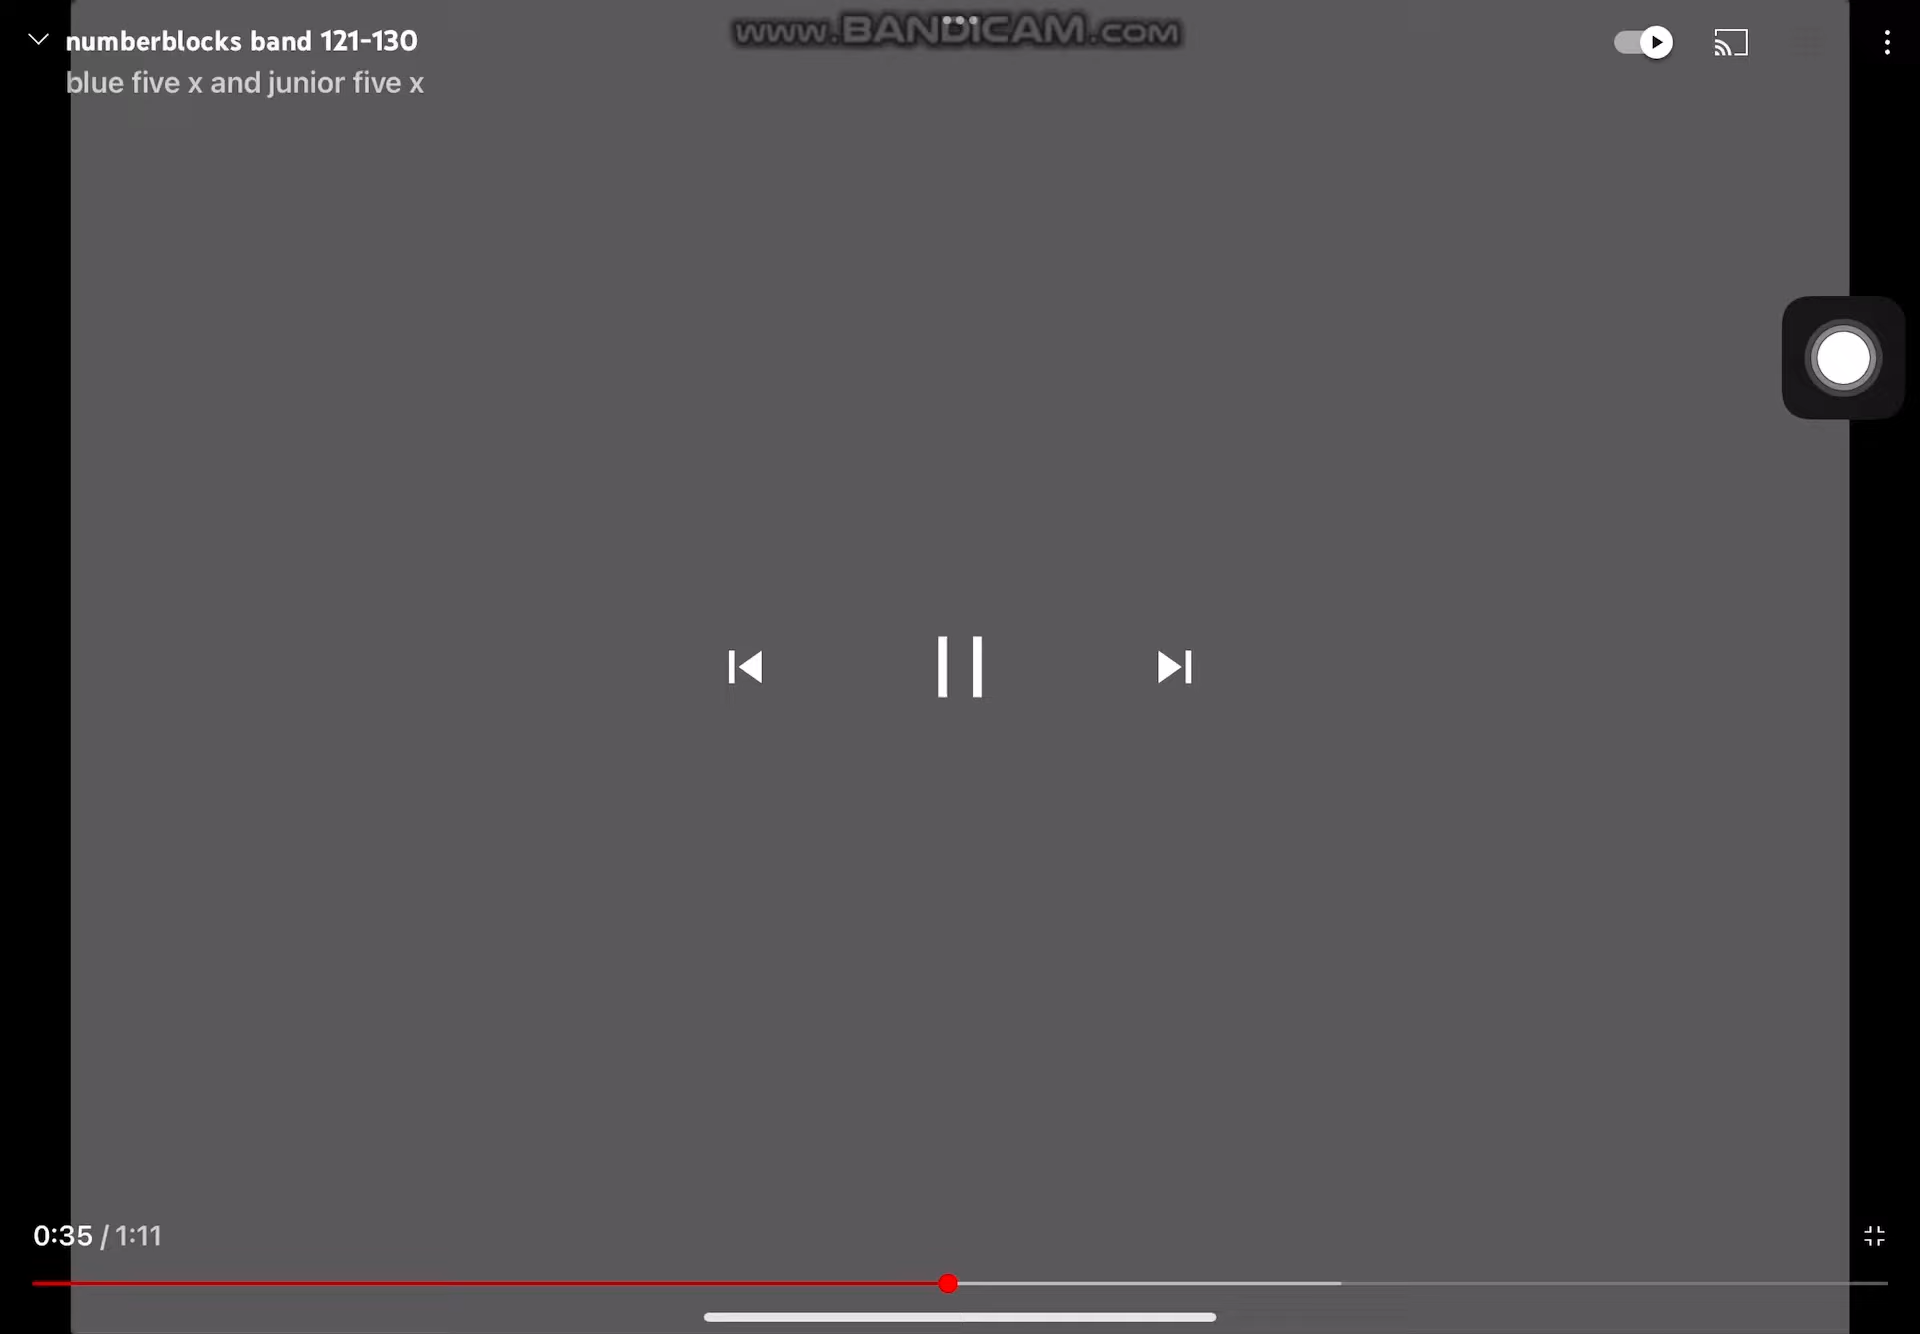 numberblocks band 121-130
www.BANDICAM.com
blue five x and junior five x
0:35 / 1:11